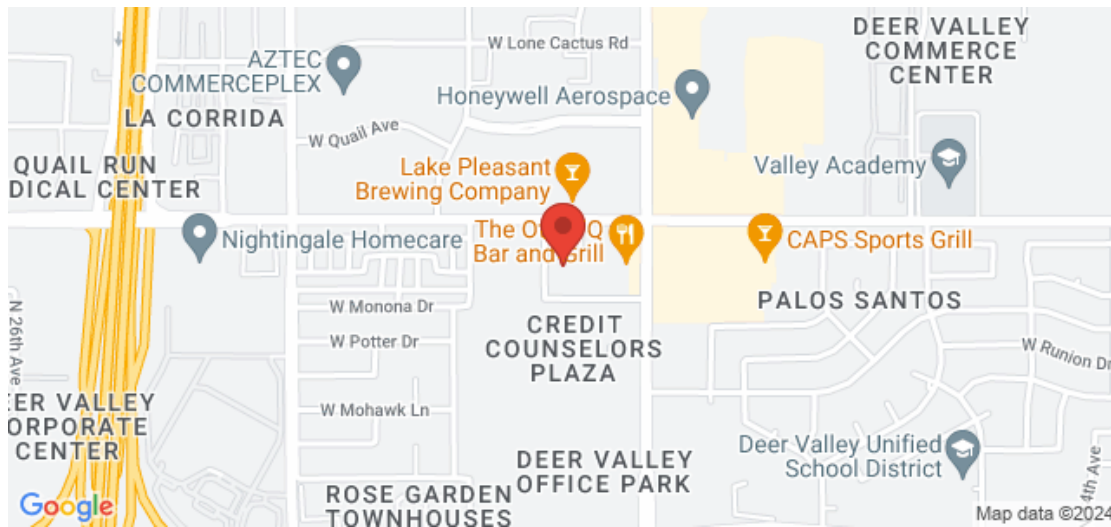 W Lone Cactus Rd
DEER VALLEY
COMMERCE
CENTER
AZTEC
COMMERCEPLEX
Honeywell Aerospace
LA CORRIDA
W Quail Ave
QUAIL RUN
DICAL CENTER
Lake Pleasant
Brewing Company
Valley Academy
Nightingale Homecare
The O Q
Bar and Grill
CAPS Sports Grill
W Monona Dr
PALOS SANTOS
N 26th Ave
W Potter Dr
CREDIT
COUNSELORS
PLAZA
W Runion Dr
W Mohawk Ln
EER VALLEY
ORPORATE
CENTER
Deer Valley Unified
School District
DEER VALLEY
OFFICE PARK
4th Ave
ROSE GARDEN
TOWNHOUSES
Google
Map data ©2024